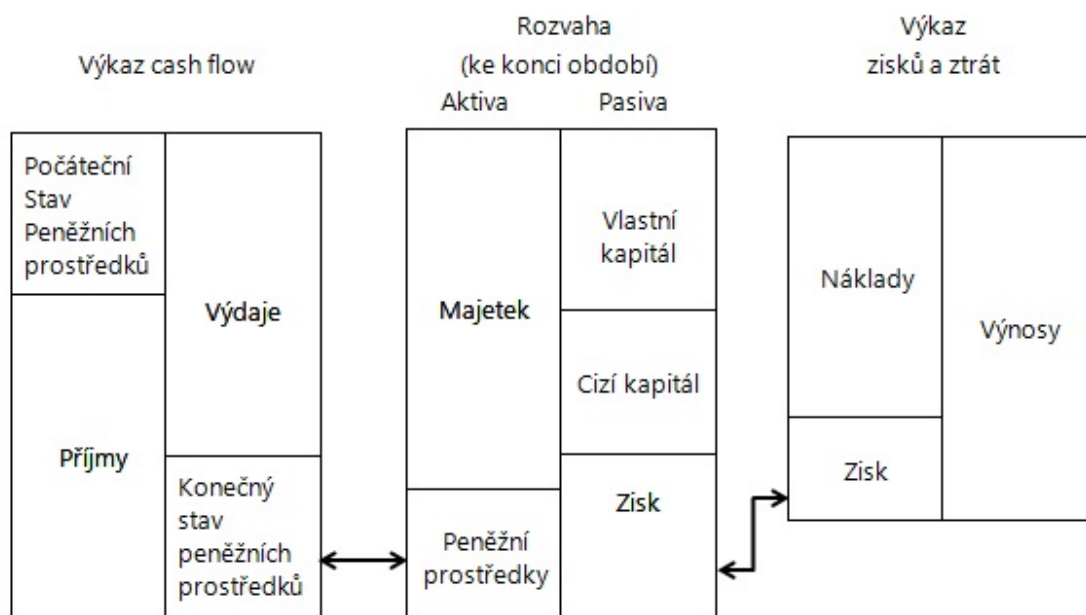 Výkaz cash flow
Rozvaha
(ke konci období)
Aktiva
Pasiva
Výkaz
zisků a ztrát
Počáteční
Stav
Peněžních
prostředků
Výdaje
Příjmy
Konečný
stav
peněžních
prostředků
Majetek
Peněžní
prostředky
Vlastní
kapitál
Cizí kapitál
Zisk
Náklady
Zisk
Výnosy